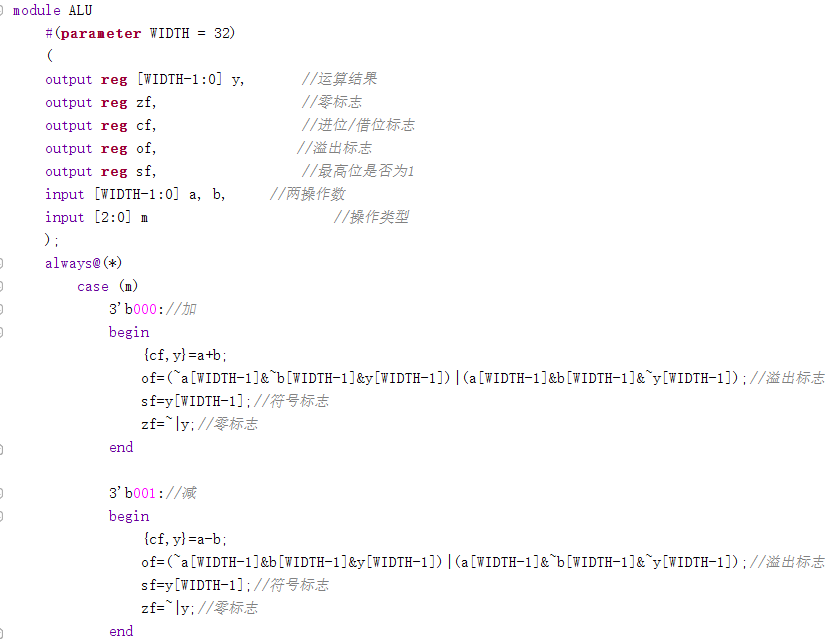 module ALU
#(parameter WIDTH = 32)
(
output reg [WIDTH-1:0] y, //运算结果
output reg zf, //零标志
output reg cf, //进位/借位标志
output reg of, //溢出标志
output reg sf, //最高位是否为1
input [WIDTH-1:0] a, b, //两操作数
input [2:0] m //操作类型
);
always@(*)
case (m)
3'b000://加
begin
{cf,y}=a+b;
of=(~a[WIDTH-1]&~b[WIDTH-1]&y[WIDTH-1])|(a[WIDTH-1]&b[WIDTH-1]&~y[WIDTH-1]);//溢出标志
sf=y[WIDTH-1];//符号标志
zf=~|y;//零标志
end
3'b001://减
begin
{cf,y}=a-b;
of=(~a[WIDTH-1]&b[WIDTH-1]&y[WIDTH-1])|(a[WIDTH-1]&~b[WIDTH-1]&~y[WIDTH-1]);//溢出标志
sf=y[WIDTH-1];//符号标志
zf=~|y;//零标志
end